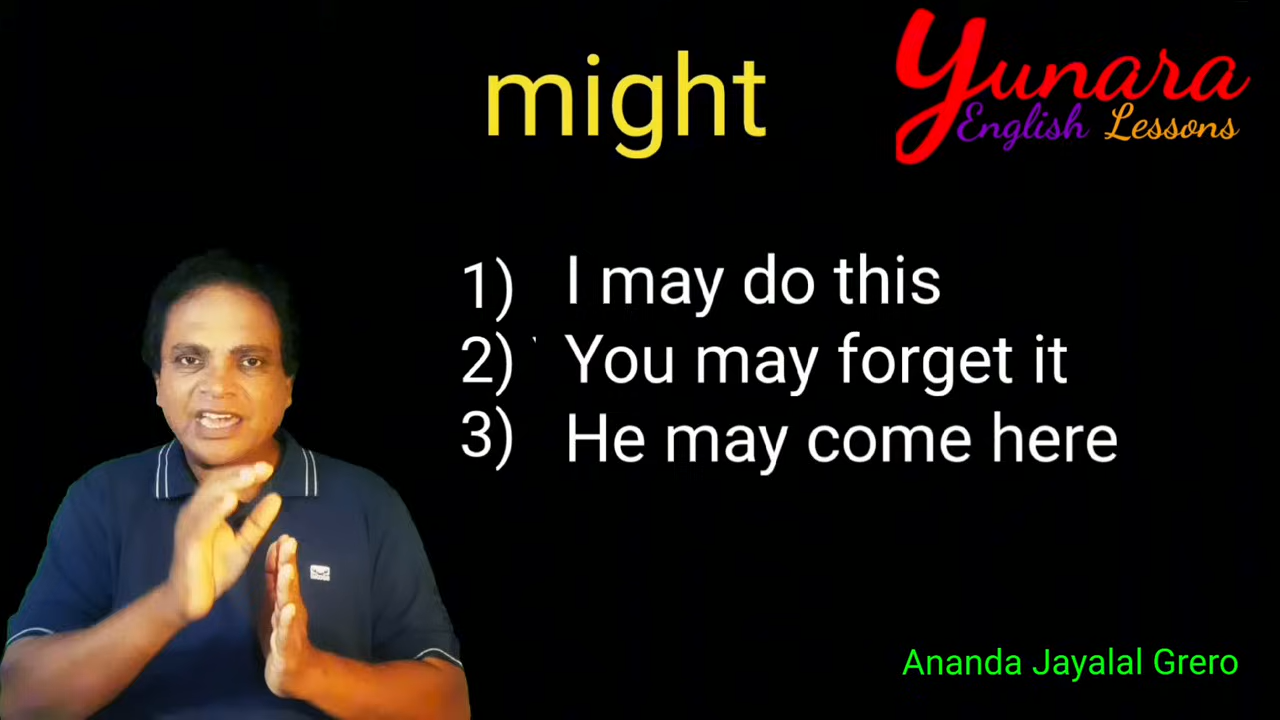 might
Yunara
English Lessons
1) I may do this
2) You may forget it
3) He may come here
Ananda Jayalal Grero